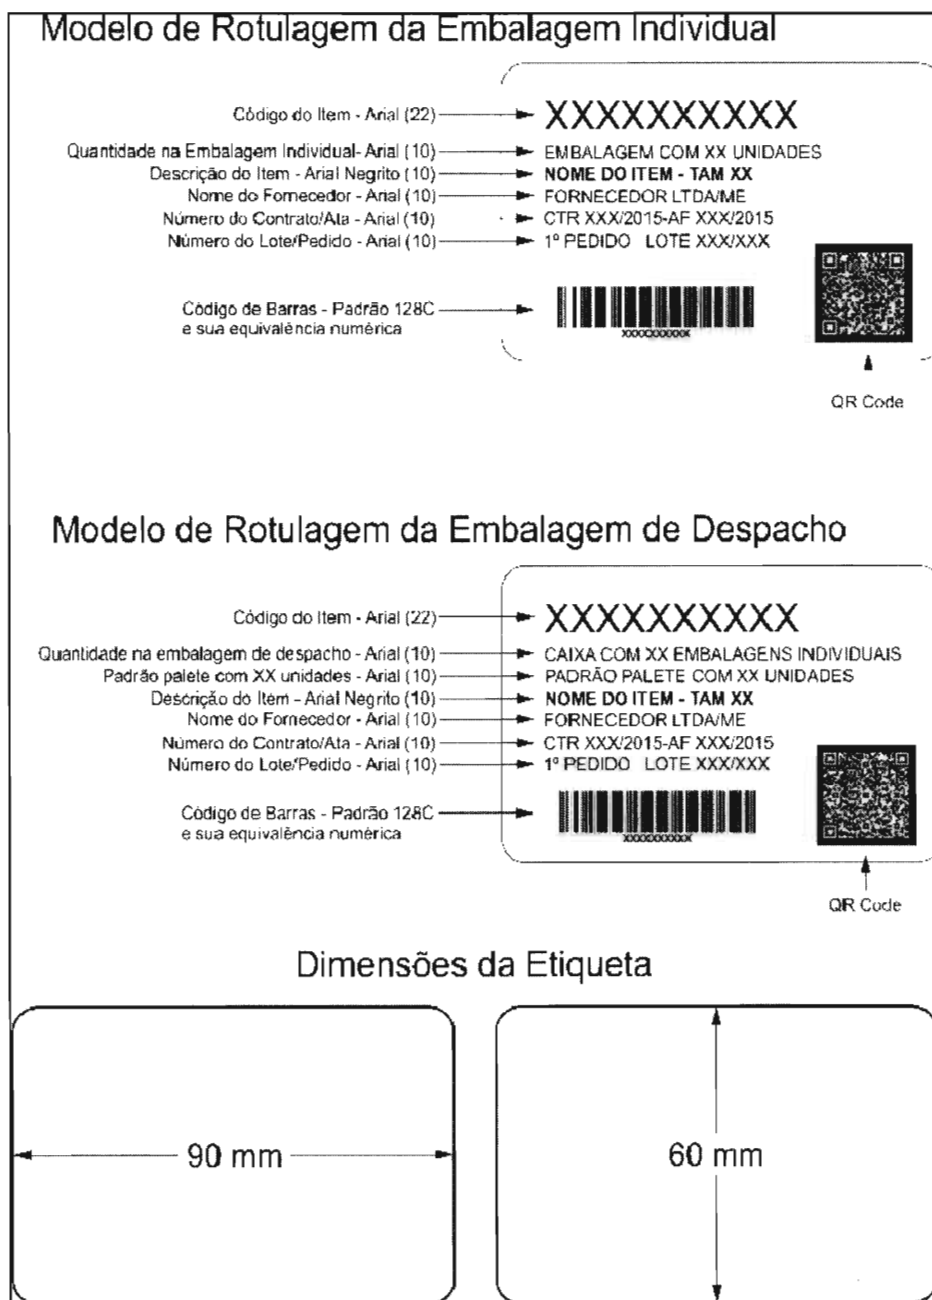 Modelo de Rotulagem da Embalagem Individual
Código do Item - Arial (22) XXXXXXXXXX
Quantidade na Embalagem Individual- Arial (10) EMBALAGEM COM XX UNIDADES
Descrição do Item - Arial Negrito (10) NOME DO ITEM - TAM XX
Nome do Fornecedor - Arial (10) FORNECEDOR LTDA/ME
Número do Contrato/Ata - Arial (10) CTR XXX/2015-AF XXX/2015
Número do Lote/Pedido - Arial (10) 1º PEDIDO LOTE XXX/XXX
Código de Barras - Padrão 128C
e sua equivalência numérica
XXXXXXXXXX
QR Code
Modelo de Rotulagem da Embalagem de Despacho
Código do Item - Arial (22) XXXXXXXXXX
Quantidade na embalagem de despacho - Arial (10) CAIXA COM XX EMBALAGENS INDIVIDUAIS
Padrão palete com XX unidades - Arial (10) PADRÃO PALETE COM XX UNIDADES
Descrição do Item - Arial Negrito (10) NOME DO ITEM - TAM XX
Nome do Fornecedor - Arial (10) FORNECEDOR LTDA/ME
Número do Contrato/Ata - Arial (10) CTR XXX/2015-AF XXX/2015
Número do Lote/Pedido - Arial (10) 1º PEDIDO LOTE XXX/XXX
Código de Barras - Padrão 128C
e sua equivalência numérica
XXXXXXXXXX
QR Code
Dimensões da Etiqueta
90 mm
60 mm